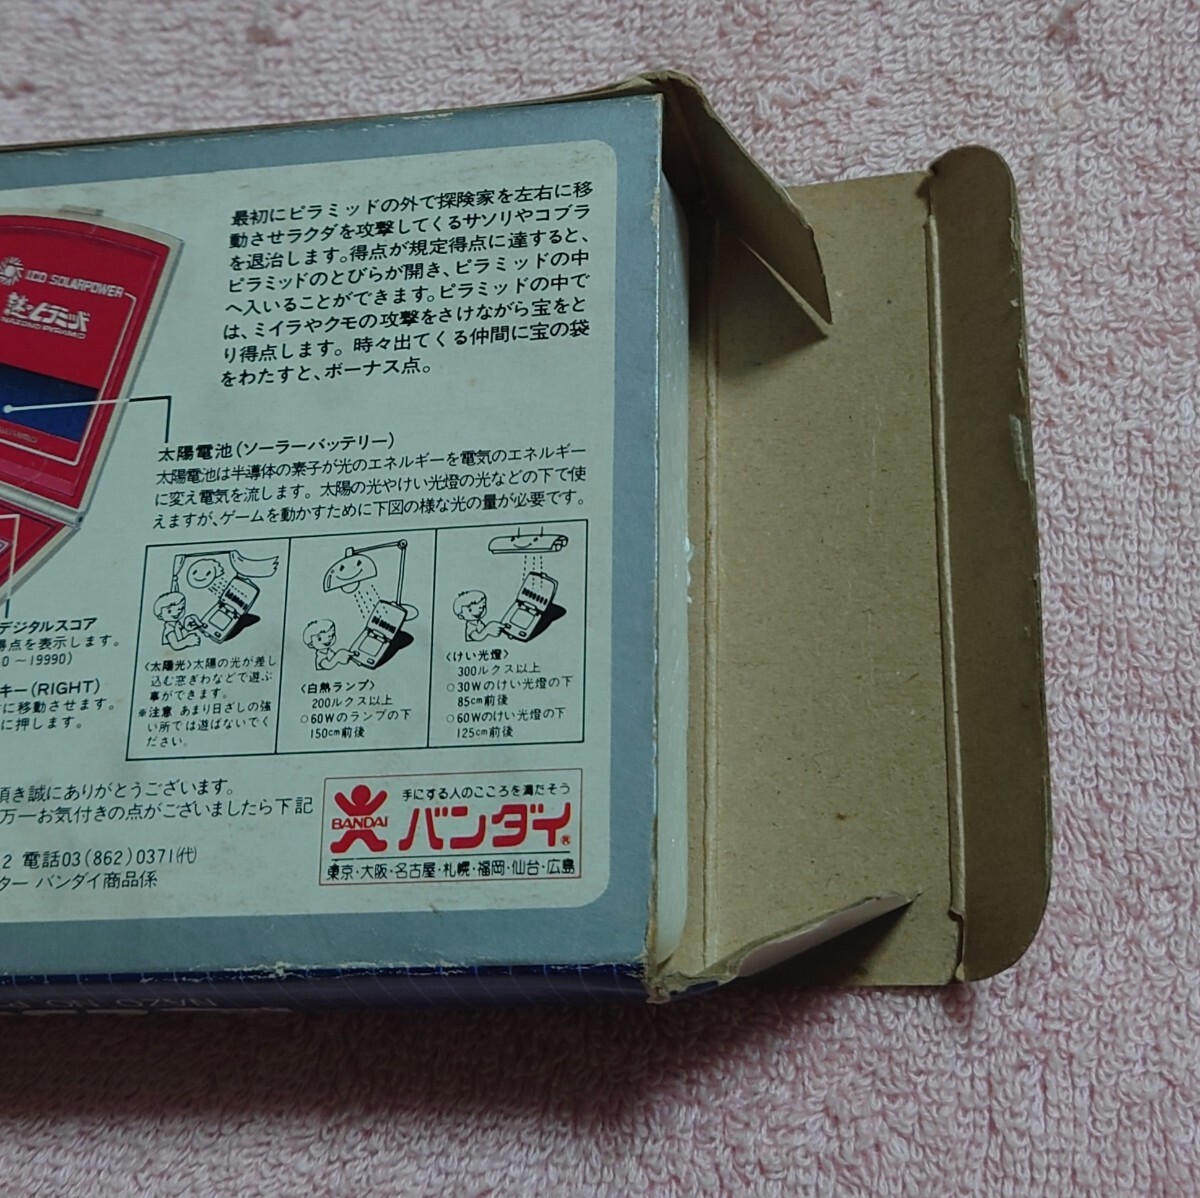 最初にピラミッドの外で探険家を左右に移
動させラクダを攻撃してくるサソリやコブラ
を退治します。得点が規定得点に達すると、
ピラミッドのとびらが開き、ピラミッドの中
へ入いることができます。ピラミッドの中で
は、ミイラやクモの攻撃をさけながら宝をと
り得点します。時々出てくる仲間に宝の袋
をわたすと、ボーナス点。
LCD SOLARPOWER
謎のピラミッド
NAZONO PYRAMID
太陽電池(ソーラーバッテリー)
太陽電池は半導体の素子が光のエネルギーを電気のエネルギー
に変え電気を流します。太陽の光やけい光燈の光などの下で使
えますが、ゲームを動かすために下図の様な光の量が必要です。
〈太陽光〉太陽の光が差し
込む窓ぎわなどで遊ぶ
事ができます。
※注意 あまり日ざしの強
い所では遊ばないでく
ださい。
〈白熱ランプ〉
200ルクス以上
○60Wのランプの下
150cm前後
〈けい光燈〉
300ルクス以上
○30Wのけい光燈の下
85cm前後
○60Wのけい光燈の下
125cm前後
デジタルスコア
得点を表示します。
0～19990)
キー(RIGHT)
に移動させます。
に押します。
頂き誠にありがとうございます。
万一お気付きの点がございましたら下記
2 電話03(862)0371㈹
ター バンダイ商品係
手にする人のこころを満たそう
BANDAI バンダイ®
東京・大阪・名古屋・札幌・福岡・仙台・広島